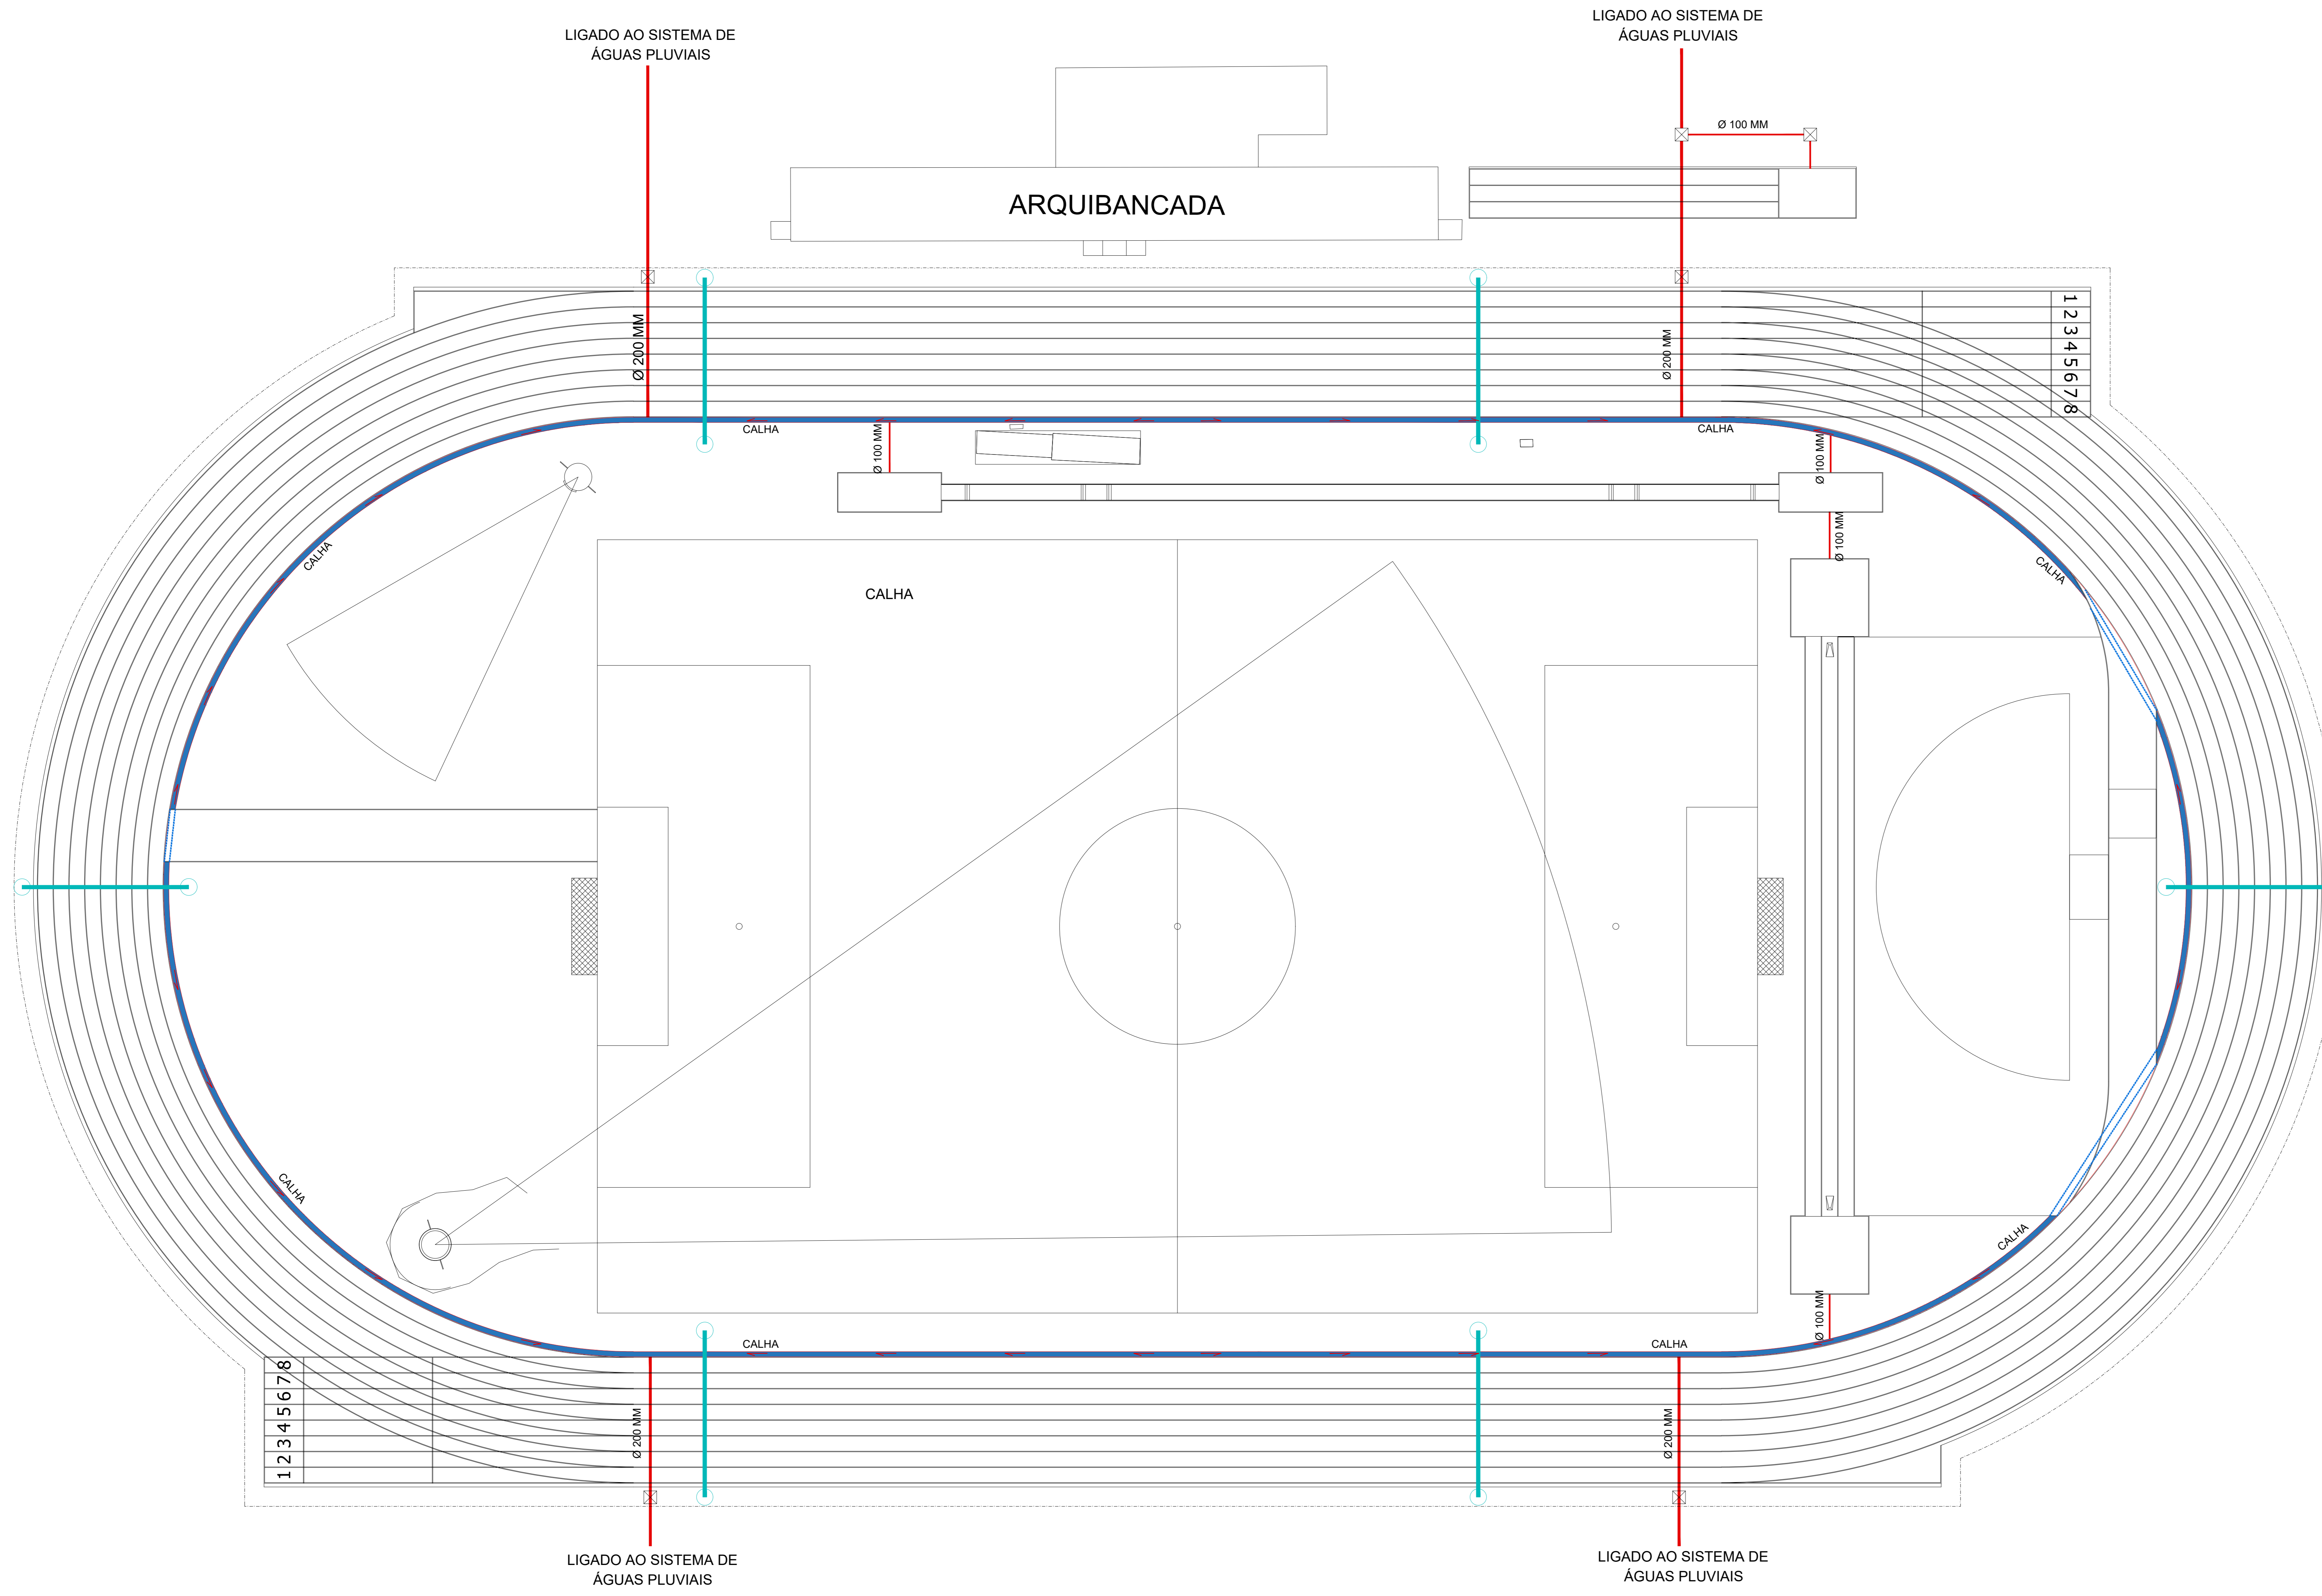 LIGADO AO SISTEMA DE
ÁGUAS PLUVIAIS
LIGADO AO SISTEMA DE
ÁGUAS PLUVIAIS
Ø 100 MM
ARQUIBANCADA
Ø 200 MM
Ø 200 MM
1 2 3 4 5 6 7 8
CALHA
Ø 100 MM
CALHA
Ø 100 MM
Ø 100 MM
CALHA
CALHA
CALHA
CALHA
CALHA
Ø 100 MM
CALHA
CALHA
1 2 3 4 5 6 7 8
Ø 200 MM
Ø 200 MM
LIGADO AO SISTEMA DE
ÁGUAS PLUVIAIS
LIGADO AO SISTEMA DE
ÁGUAS PLUVIAIS